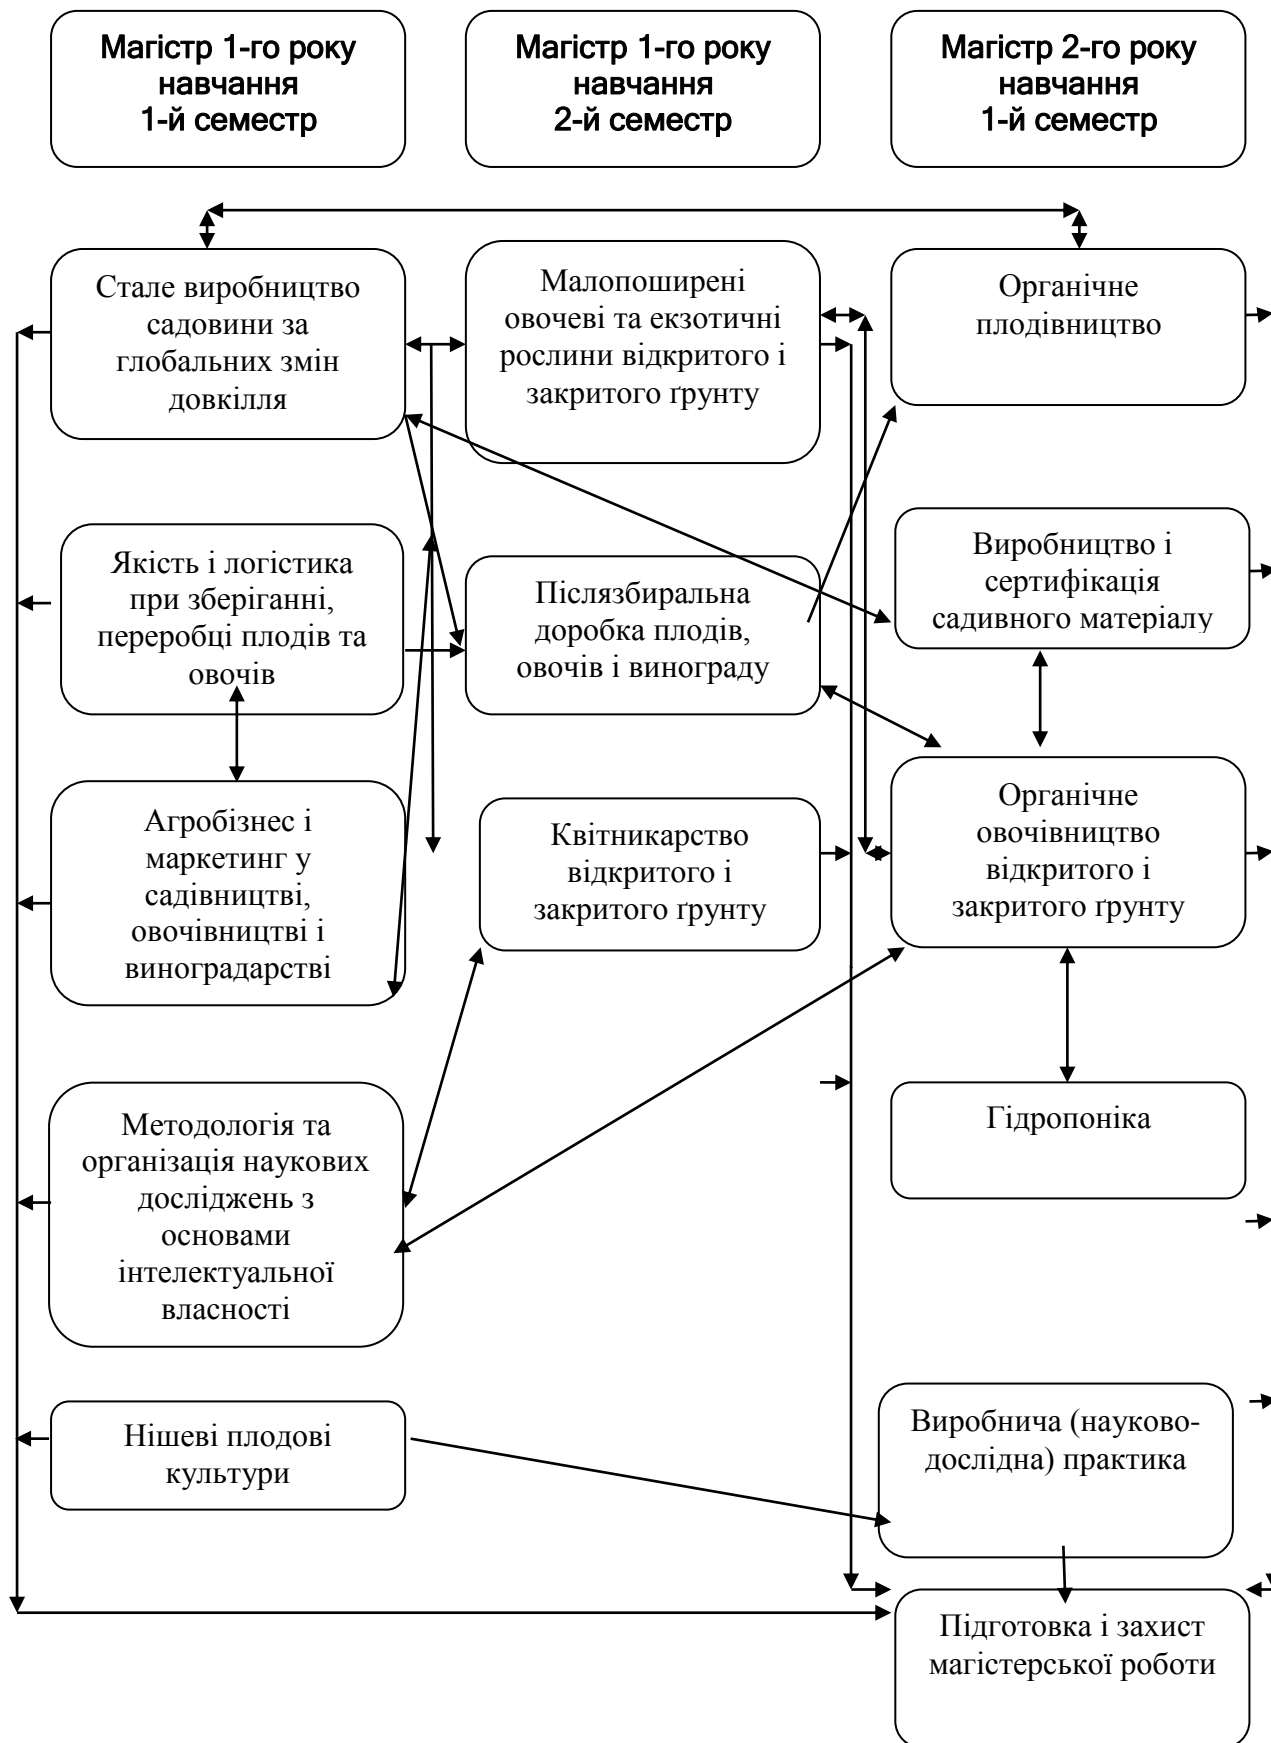 Магістр 1-го року
навчання
1-й семестр
Магістр 1-го року
навчання
2-й семестр
Магістр 2-го року
навчання
1-й семестр
Стале виробництво
садовини за
глобальних змін
довкілля
Малопоширені
овочеві та екзотичні
рослини відкритого і
закритого ґрунту
Органічне
плодівництво
Якість і логістика
при зберіганні,
переробці плодів та
овочів
Післязбиральна
доробка плодів,
овочів і винограду
Виробництво і
сертифікація
садивного матеріалу
Агробізнес і
маркетинг у
садівництві,
овочівництві і
виноградарстві
Квітникарство
відкритого і
закритого ґрунту
Органічне
овочівництво
відкритого і
закритого ґрунту
Методологія та
організація наукових
досліджень з
основами
інтелектуальної
власності
Гідропоніка
Нішеві плодові
культури
Виробнича (науково-
дослідна) практика
Підготовка і захист
магістерської роботи